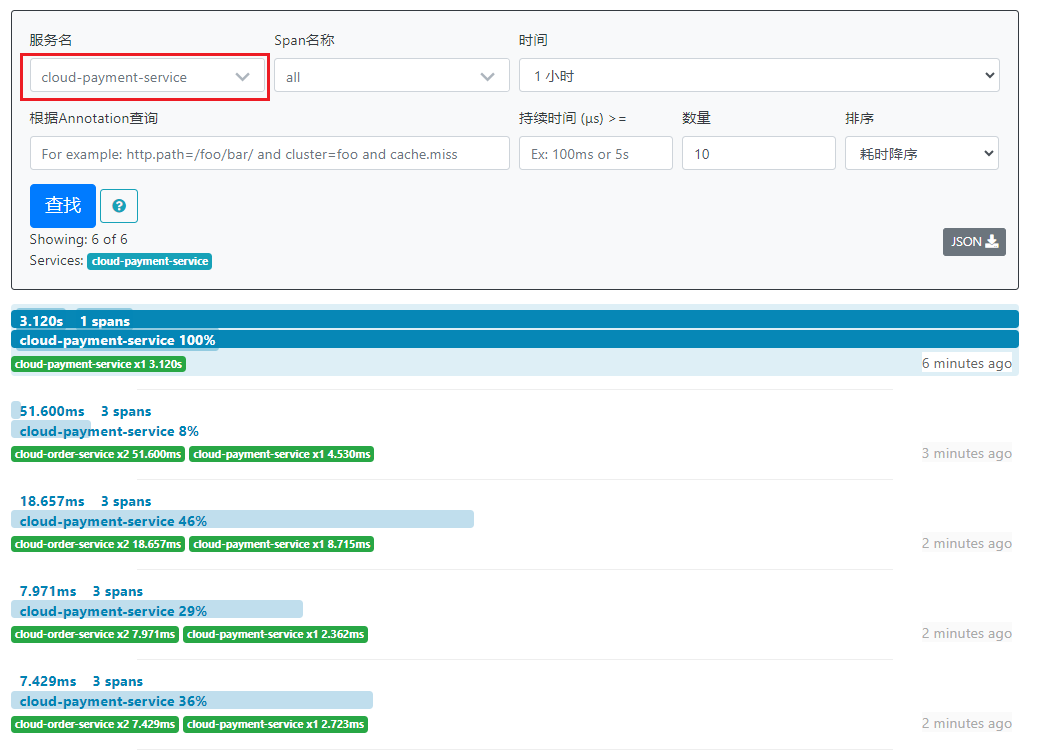 服务名 Span名称 时间
cloud-payment-service all 1 小时
根据Annotation查询 持续时间 (μs) >= 数量 排序
For example: http.path=/foo/bar/ and cluster=foo and cache.miss Ex: 100ms or 5s 10 耗时降序
查找 ?
Showing: 6 of 6
Services: cloud-payment-service JSON
3.120s 1 spans
cloud-payment-service 100%
cloud-payment-service x1 3.120s 6 minutes ago
51.600ms 3 spans
cloud-payment-service 8%
cloud-order-service x2 51.600ms cloud-payment-service x1 4.530ms 3 minutes ago
18.657ms 3 spans
cloud-payment-service 46%
cloud-order-service x2 18.657ms cloud-payment-service x1 8.715ms 2 minutes ago
7.971ms 3 spans
cloud-payment-service 29%
cloud-order-service x2 7.971ms cloud-payment-service x1 2.362ms 2 minutes ago
7.429ms 3 spans
cloud-payment-service 36%
cloud-order-service x2 7.429ms cloud-payment-service x1 2.723ms 2 minutes ago